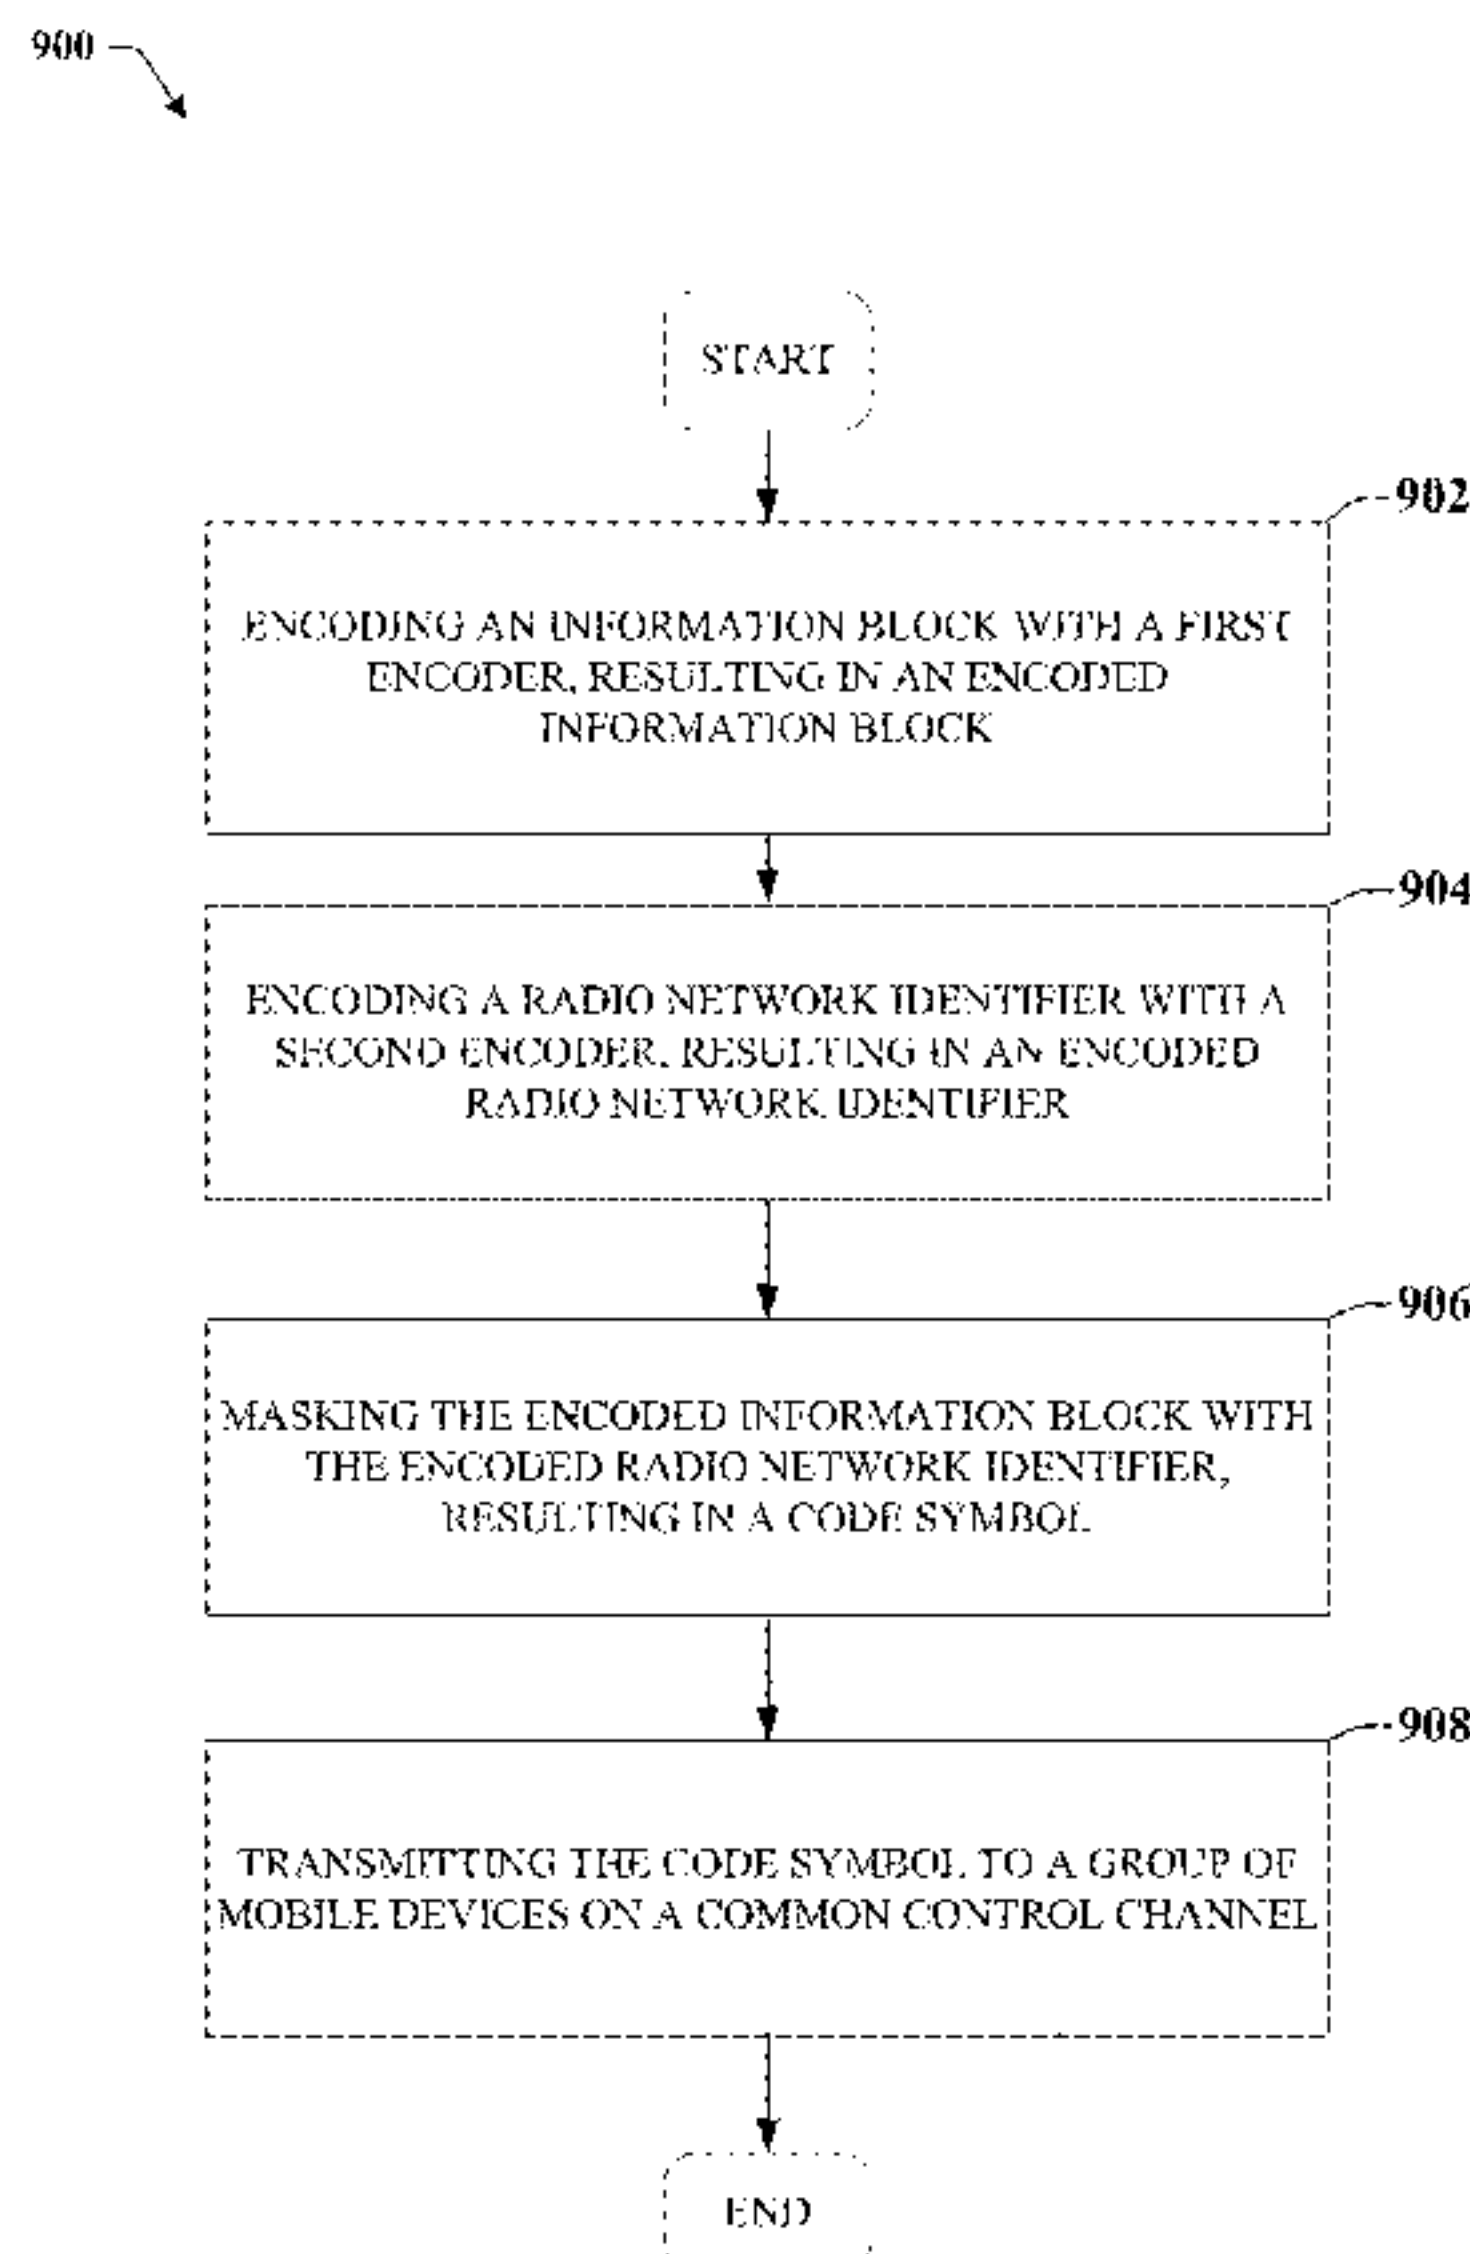 900
START
902
ENCODING AN INFORMATION BLOCK WITH A FIRST
ENCODER, RESULTING IN AN ENCODED
INFORMATION BLOCK
904
ENCODING A RADIO NETWORK IDENTIFIER WITH A
SECOND ENCODER, RESULTING IN AN ENCODED
RADIO NETWORK IDENTIFIER
906
MASKING THE ENCODED INFORMATION BLOCK WITH
THE ENCODED RADIO NETWORK IDENTIFIER,
RESULTING IN A CODE SYMBOL
908
TRANSMITTING THE CODE SYMBOL TO A GROUP OF
MOBILE DEVICES ON A COMMON CONTROL CHANNEL
END